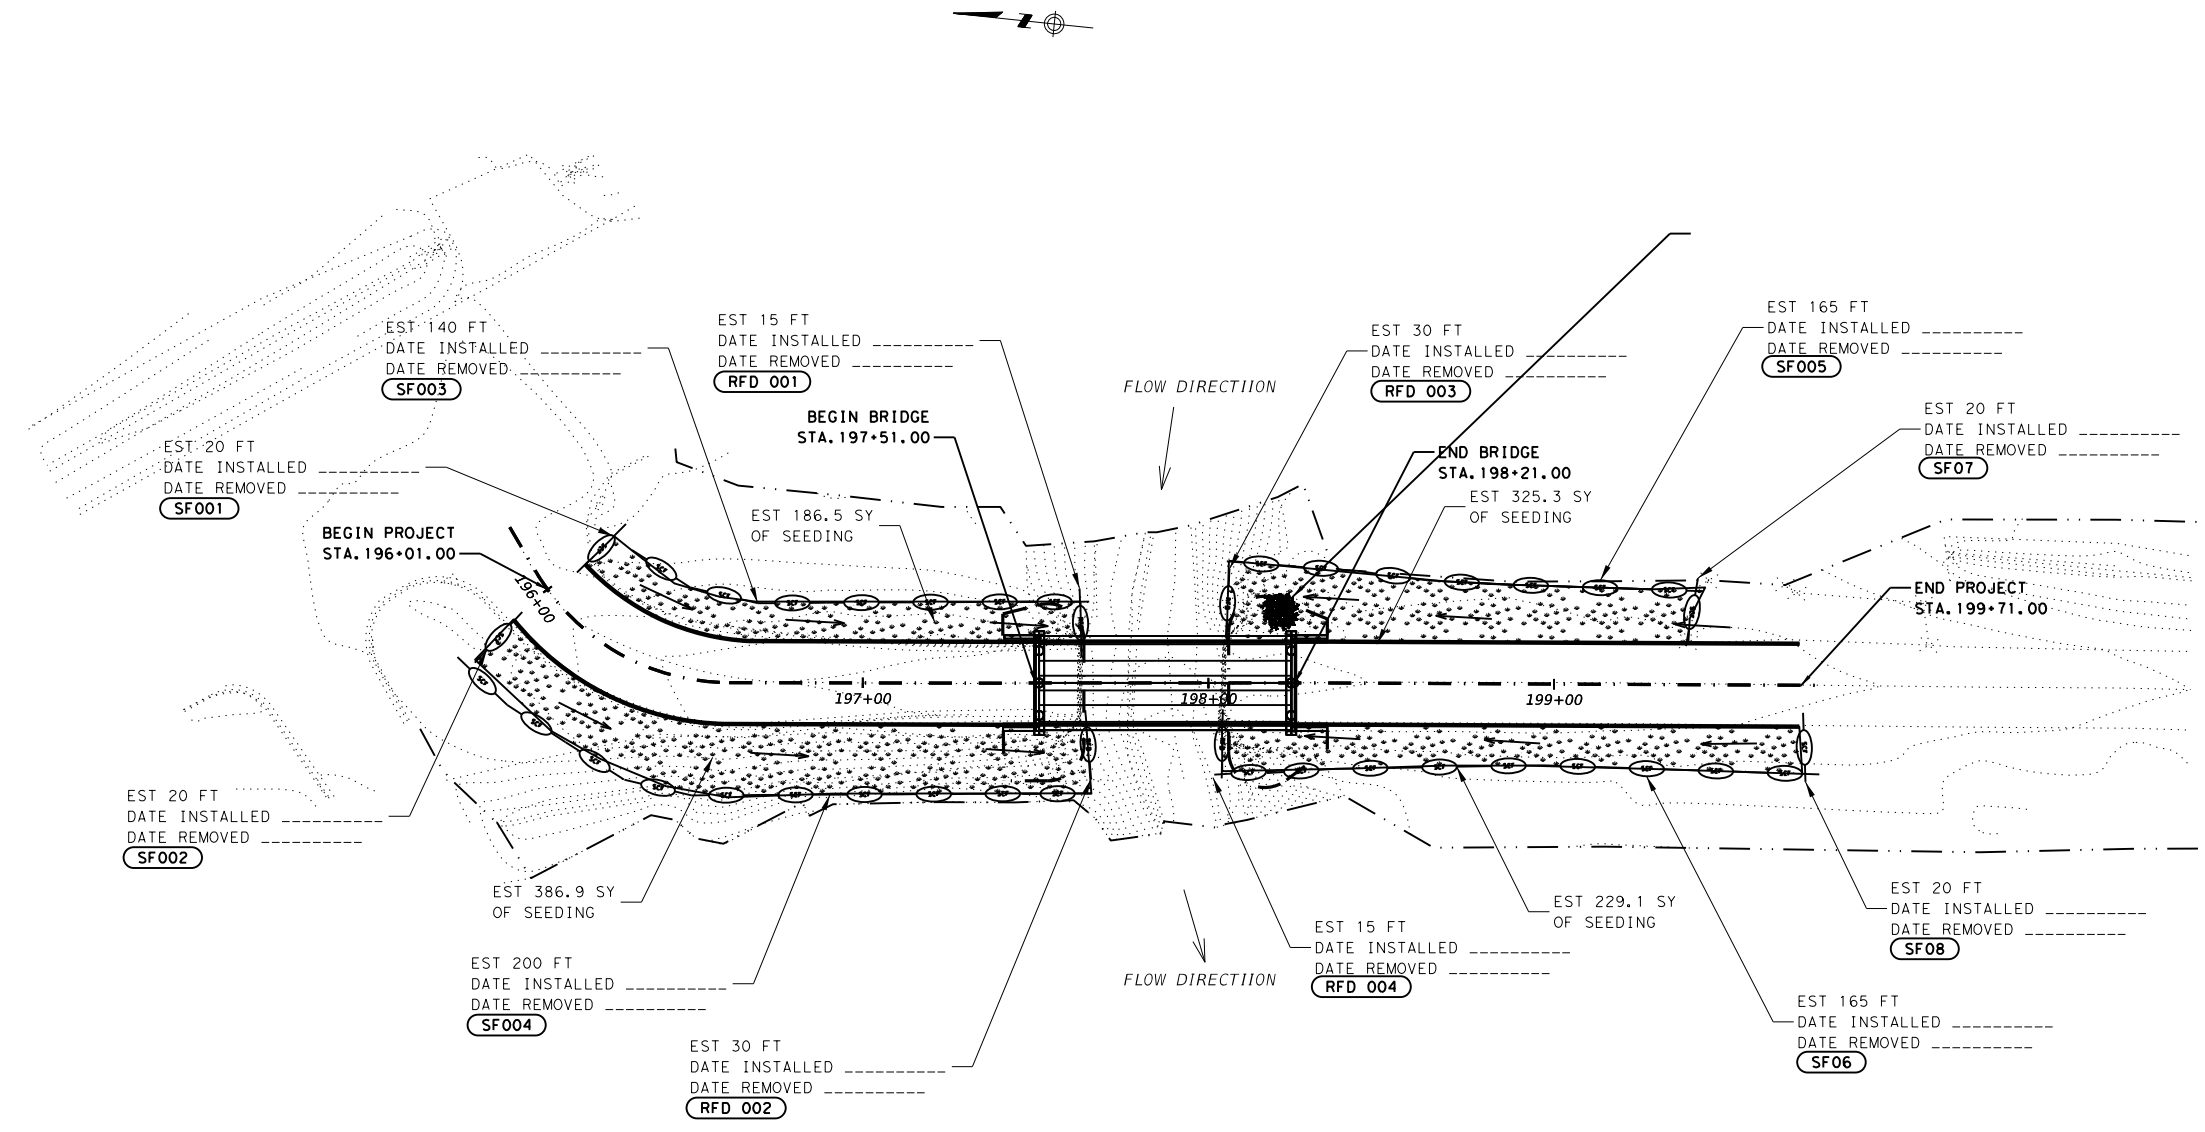 EST 140 FT
DATE INSTALLED __________
DATE REMOVED __________
SF003
EST 15 FT
DATE INSTALLED __________
DATE REMOVED __________
RFD 001
EST 30 FT
DATE INSTALLED __________
DATE REMOVED __________
RFD 003
EST 165 FT
DATE INSTALLED __________
DATE REMOVED __________
SF005
FLOW DIRECTIION
BEGIN BRIDGE
STA.197+51.00
END BRIDGE
STA.198+21.00
EST 20 FT
DATE INSTALLED __________
DATE REMOVED __________
SF07
EST 20 FT
DATE INSTALLED __________
DATE REMOVED __________
SF001
EST 186.5 SY
OF SEEDING
EST 325.3 SY
OF SEEDING
BEGIN PROJECT
STA.196+01.00
END PROJECT
STA.199+71.00
196+00
197+00
198+00
199+00
EST 20 FT
DATE INSTALLED __________
DATE REMOVED __________
SF002
EST 386.9 SY
OF SEEDING
EST 229.1 SY
OF SEEDING
EST 20 FT
DATE INSTALLED __________
DATE REMOVED __________
SF08
EST 200 FT
DATE INSTALLED __________
DATE REMOVED __________
SF004
FLOW DIRECTIION
EST 15 FT
DATE INSTALLED __________
DATE REMOVED __________
RFD 004
EST 165 FT
DATE INSTALLED __________
DATE REMOVED __________
SF06
EST 30 FT
DATE INSTALLED __________
DATE REMOVED __________
RFD 002